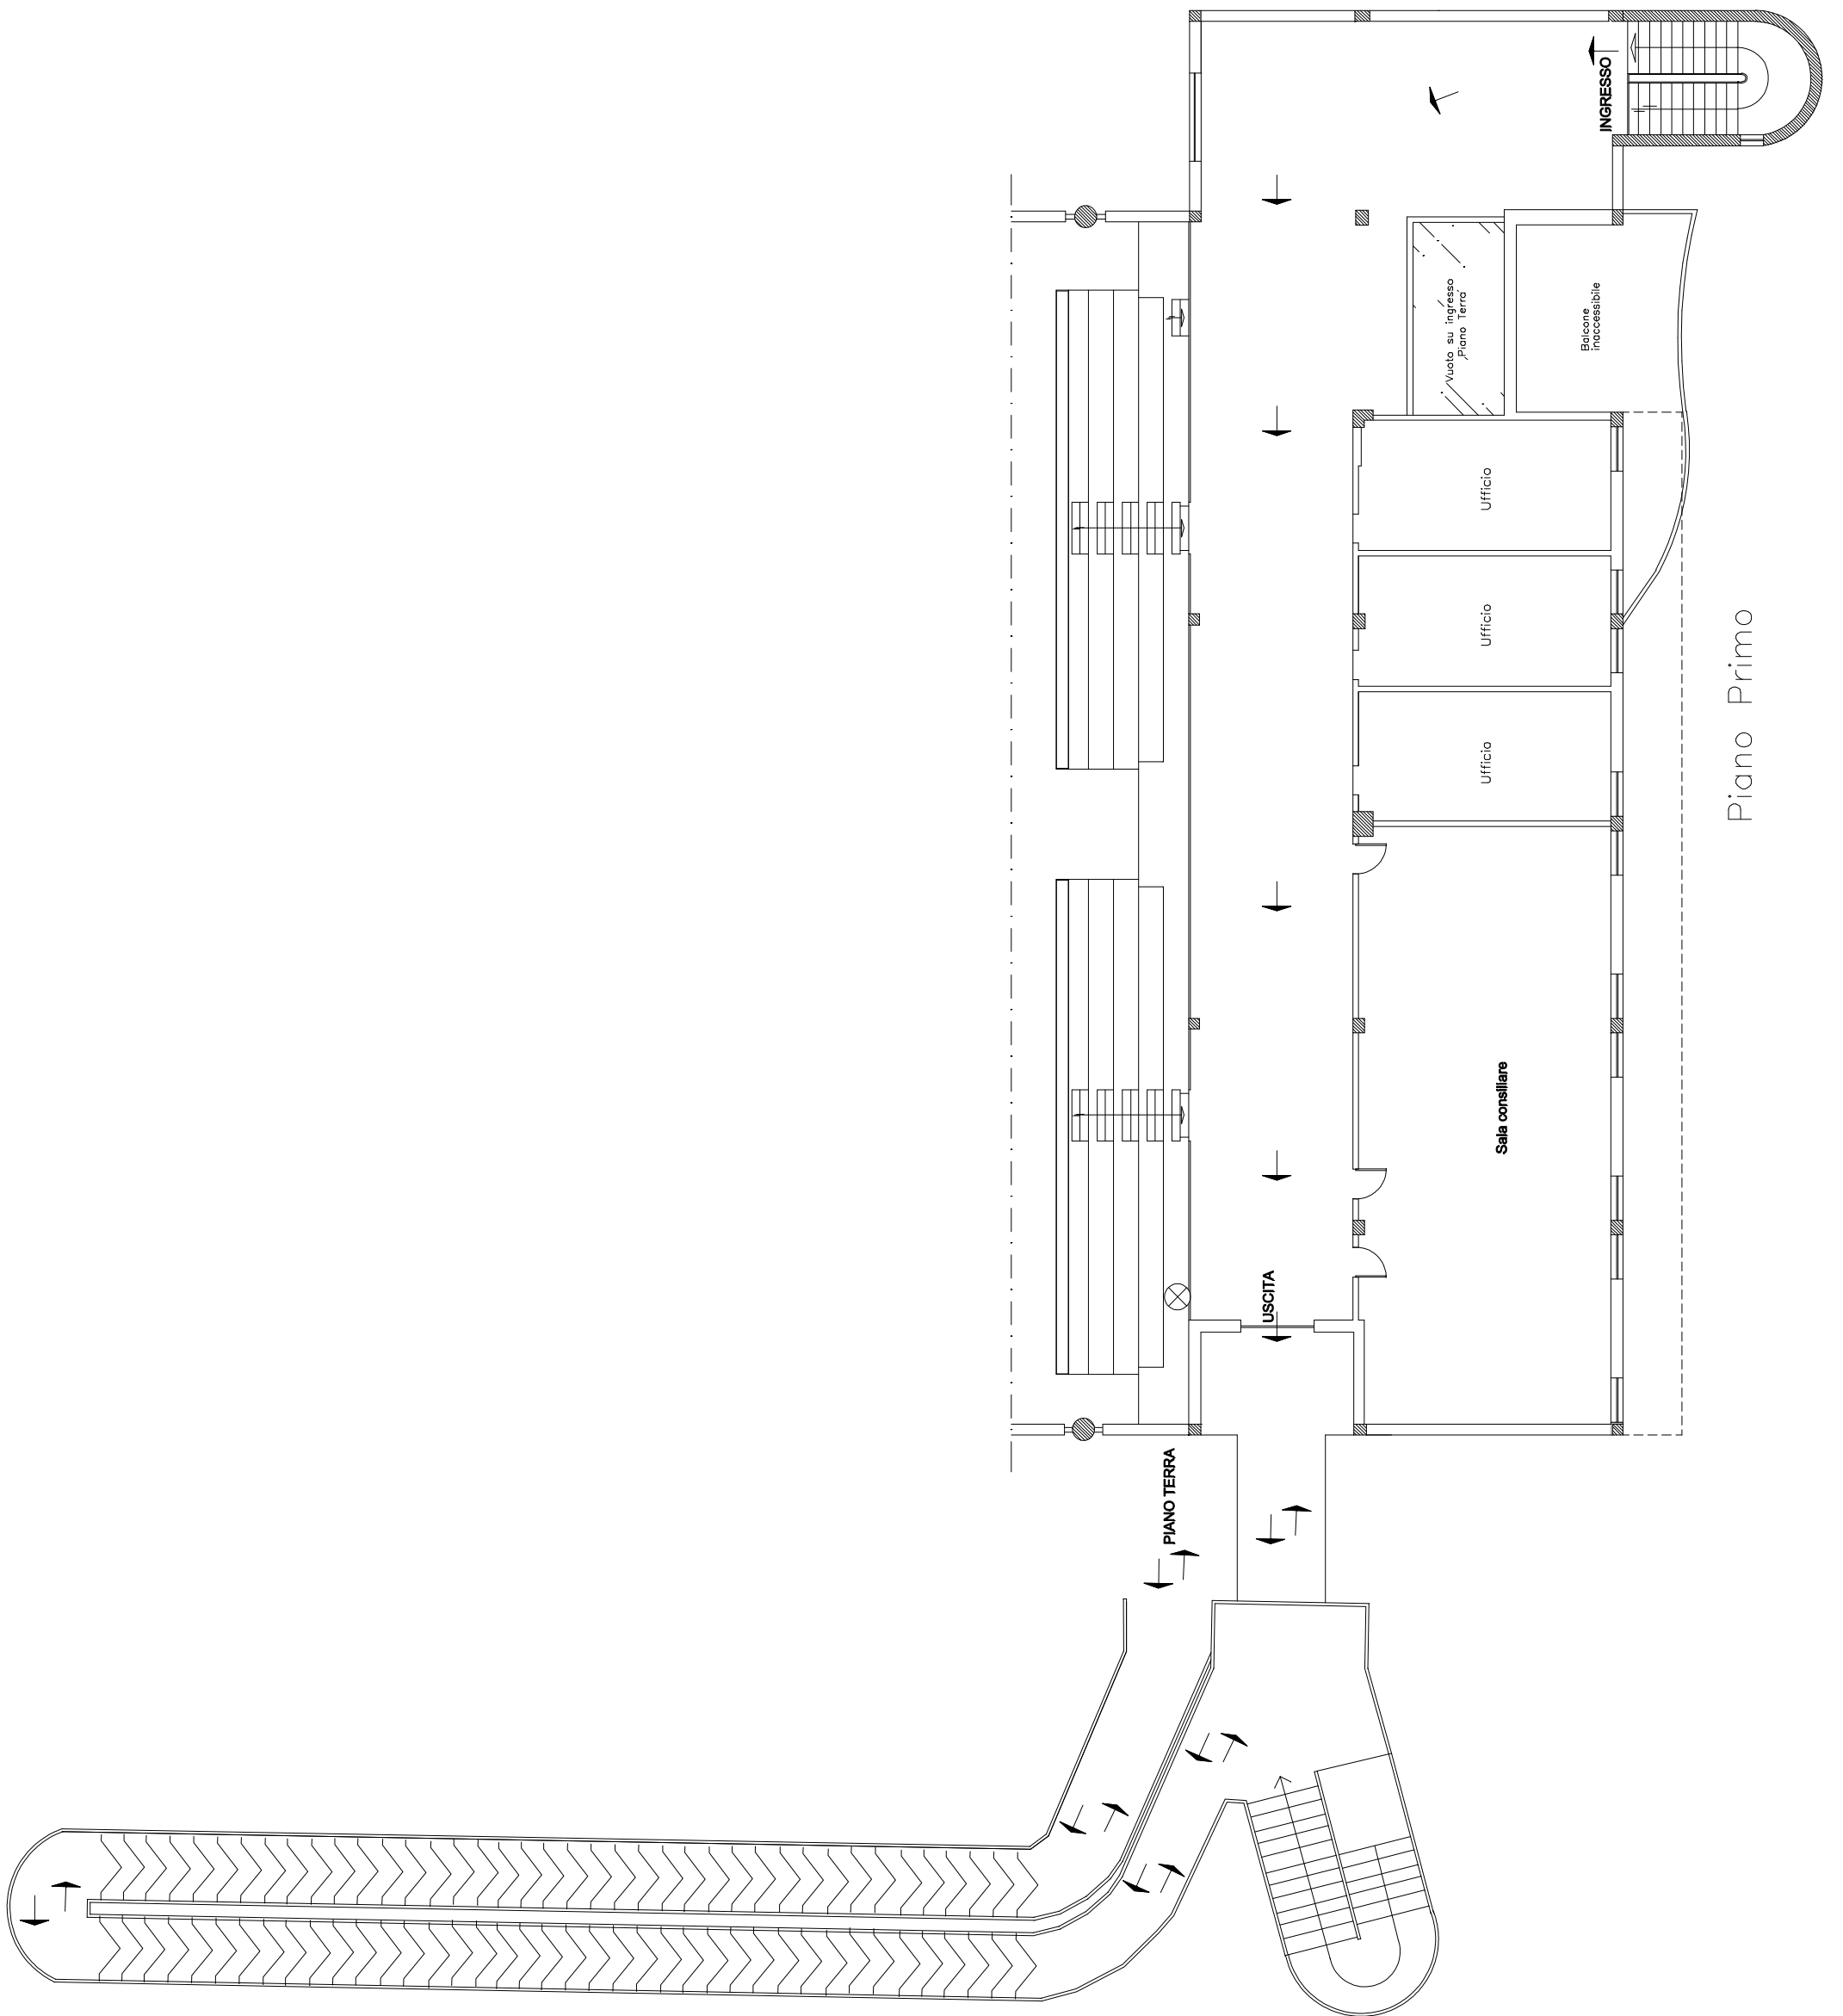 INGRESSO
Vuoto su ingresso
Piano Terra
Balcone
inaccessibile
Ufficio
Ufficio
Ufficio
Piano Primo
Sala consiliare
USCITA
PIANO TERRA